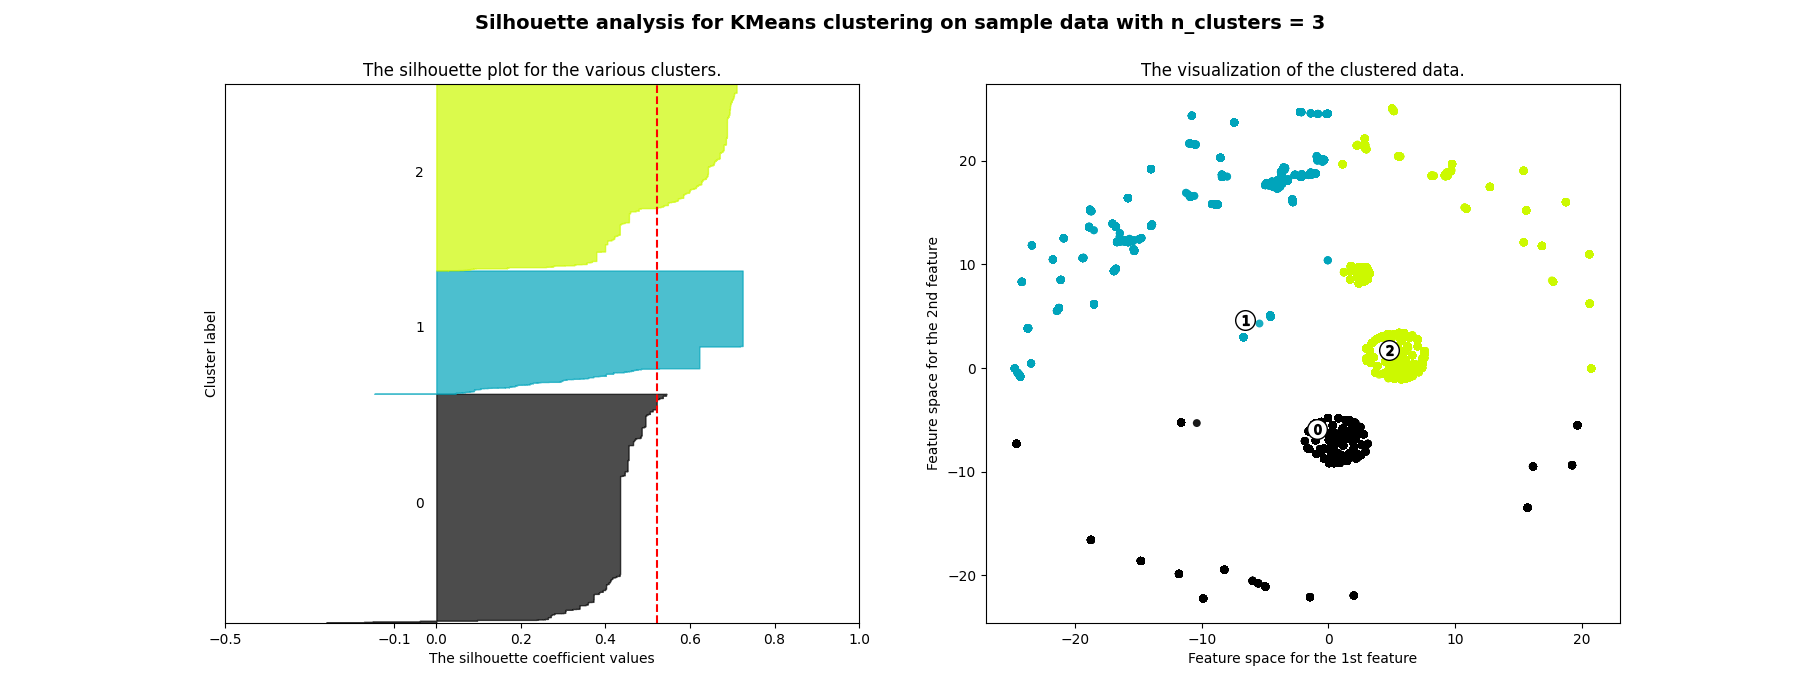 Silhouette analysis for KMeans clustering on sample data with n_clusters = 3
The silhouette plot for the various clusters.
Cluster label
2
1
0
−0.5 −0.1 0.0 0.2 0.4 0.6 0.8 1.0
The silhouette coefficient values
The visualization of the clustered data.
Feature space for the 2nd feature
20
10
0
−10
−20
1
2
0
−20 −10 0 10 20
Feature space for the 1st feature